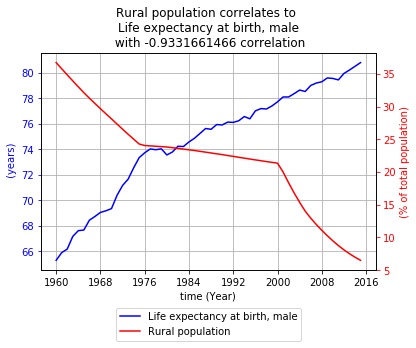 Rural population correlates to
Life expectancy at birth, male
with -0.9331661466 correlation
80
78
76
74
72
70
68
66
(years)
35
30
25
20
15
10
5
(% of total population)
1960 1968 1976 1984 1992 2000 2008 2016
time (Year)
Life expectancy at birth, male
Rural population